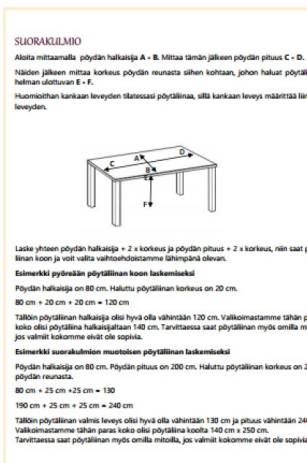 SUORAKULMIO
Aloita mittaamalla pöydän halkaisija A - B. Mittaa tämän jälkeen pöydän pituus C - D.
Näiden jälkeen mittaa korkeus pöydän reunasta siihen kohtaan, johon haluat
helman ulottuvan E - F.
Huomioithan kankaan leveyden tilatessasi pöytäliinaa, sillä kankaan leveys määrittää
leveyden.
A
D
C
B
E
F
Laske yhteen pöydän halkaisija + 2 x korkeus ja pöydän pituus + 2 x korkeus, niin saat
liinan koon ja voit valita vaihtoehdoistamme lähimpänä olevan.
Esimerkki pyöreän pöytäliinan koon laskemiseksi
Pöydän halkaisija on 80 cm. Haluttu pöytäliinan korkeus on 20 cm.
80 cm + 20 cm + 20 cm = 120 cm
Tällöin pöytäliinan halkaisija olisi hyvä olla vähintään 120 cm. Valikoimastamme tähän
koko olisi pöytäliina halkaisijaltaan 140 cm. Tarvittaessa saat pöytäliinan myös omilla
jos valmiit kokomme eivät ole sopivia.
Esimerkki suorakulmion muotoisen pöytäliinan laskemiseksi
Pöydän halkaisija on 80 cm. Pöydän pituus on 200 cm. Haluttu pöytäliinan korkeus on
pöydän reunasta.
80 cm + 25 cm +25 cm = 130
190 cm + 25 cm + 25 cm = 240 cm
Tällöin pöytäliinan valmis leveys olisi hyvä olla vähintään 130 cm ja pituus vähintään
Valikoimastamme tähän paras koko olisi pöytäliina koolta 140 cm x 250 cm.
Tarvittaessa saat pöytäliinan myös omilla mitoilla, jos valmiit kokomme eivät ole